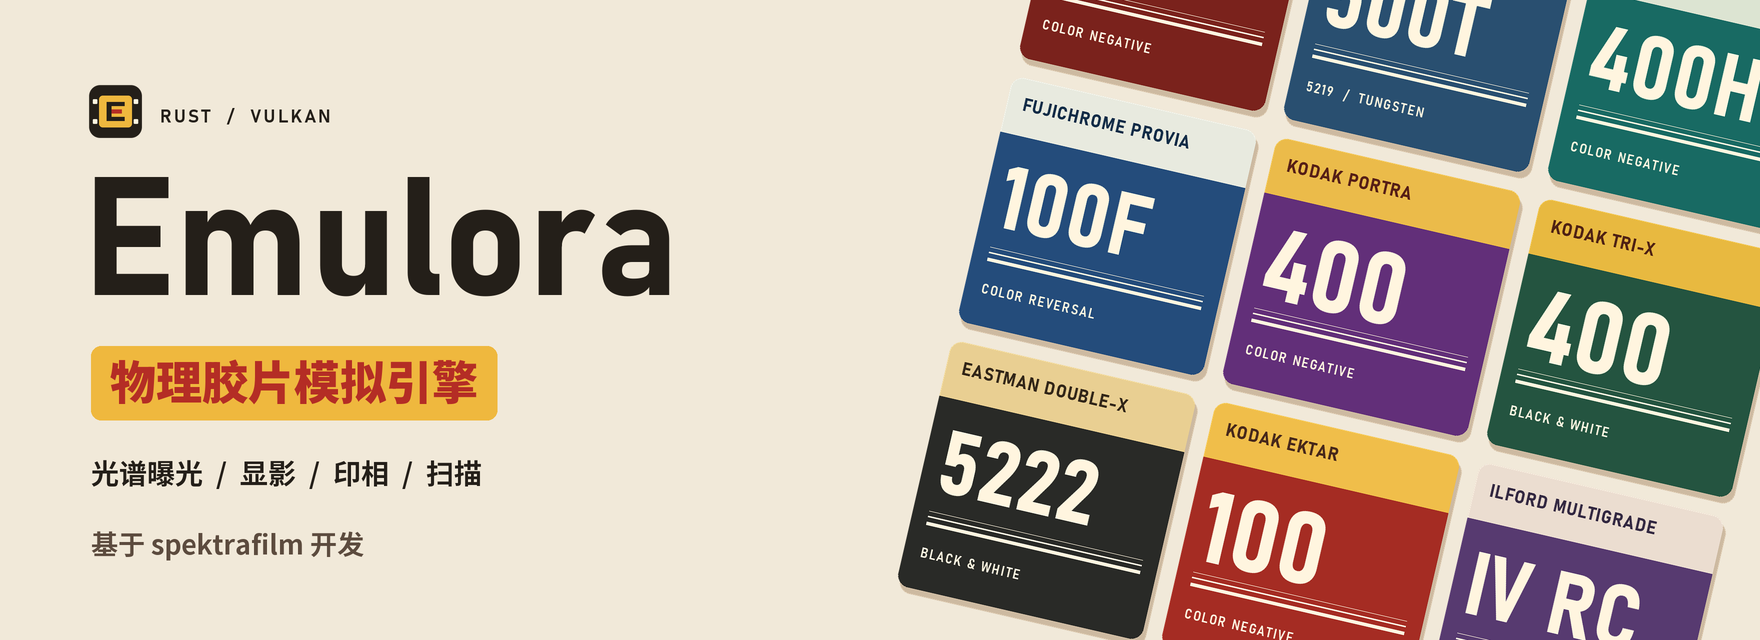 E
RUST / VULKAN
Emulora
物理胶片模拟引擎
光谱曝光 / 显影 / 印相 / 扫描
基于 spektrafilm 开发
COLOR NEGATIVE
500T
5219 / TUNGSTEN
400H
COLOR NEGATIVE
FUJICHROME PROVIA
100F
COLOR REVERSAL
KODAK PORTRA
400
COLOR NEGATIVE
KODAK TRI-X
400
BLACK & WHITE
EASTMAN DOUBLE-X
5222
BLACK & WHITE
KODAK EKTAR
100
COLOR NEGATIVE
ILFORD MULTIGRADE
IV RC